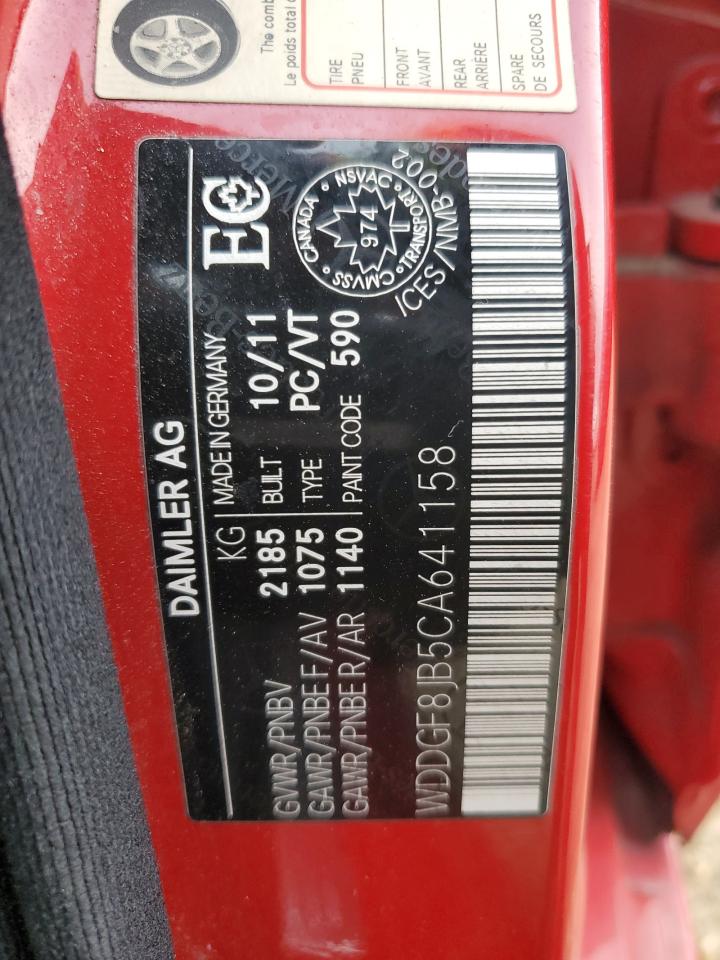 The comb
Le poids total
TIRE
PNEU
FRONT
AVANT
REAR
ARRIÈRE
SPARE
DE SECOURS
DAIMLER AG
KG MADE IN GERMANY
GVWR/PNBV 2185 BUILT 10/11
GAWR/PNBE F/AV 1075 TYPE PC/VT
GAWR/PNBE R/AR 1140 PAINT CODE 590
WDDGF8JB5CA641158
EC
CANADA NSVAC
974
CMVSS TRANSPORT
ICES/NMB-002